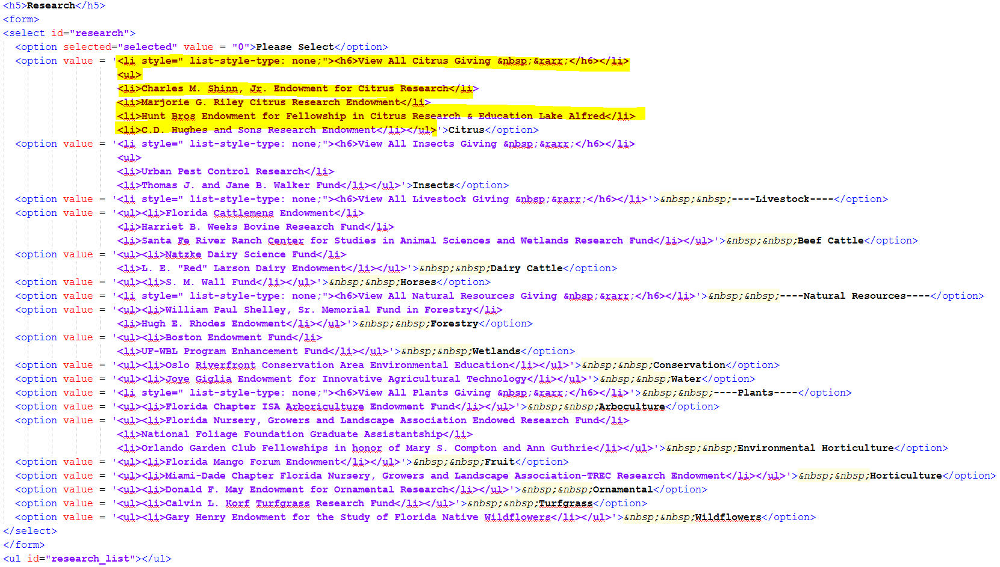 <h5>Research</h5>
<form>
<select id="research">
<option selected="selected" value = "0">Please Select</option>
<option value = '<li style=" list-style-type: none;"><h6>View All Citrus Giving &nbsp;&rarr;</h6></li>
<ul>
<li>Charles M. Shinn, Jr. Endowment for Citrus Research</li>
<li>Marjorie G. Riley Citrus Research Endowment</li>
<li>Hunt Bros Endowment for Fellowship in Citrus Research & Education Lake Alfred</li>
<li>C.D. Hughes and Sons Research Endowment</li></ul>'>Citrus</option>
<option value = '<li style=" list-style-type: none;"><h6>View All Insects Giving &nbsp;&rarr;</h6></li>
<ul>
<li>Urban Pest Control Research</li>
<li>Thomas J. and Jane B. Walker Fund</li></ul>'>Insects</option>
<option value = '<li style=" list-style-type: none;"><h6>View All Livestock Giving &nbsp;&rarr;</h6></li>'>&nbsp;&nbsp;----Livestock----</option>
<option value = '<ul><li>Florida Cattlemens Endowment</li>
<li>Harriet B. Weeks Bovine Research Fund</li>
<li>Santa Fe River Ranch Center for Studies in Animal Sciences and Wetlands Research Fund</li></ul>'>&nbsp;&nbsp;Beef Cattle</option>
<option value = '<ul><li>Natzke Dairy Science Fund</li>
<li>L. E. "Red" Larson Dairy Endowment</li></ul>'>&nbsp;&nbsp;Dairy Cattle</option>
<option value = '<ul><li>S. M. Wall Fund</li></ul>'>&nbsp;&nbsp;Horses</option>
<option value = '<li style=" list-style-type: none;"><h6>View All Natural Resources Giving &nbsp;&rarr;</h6></li>'>&nbsp;&nbsp;----Natural Resources----</option>
<option value = '<ul><li>William Paul Shelley, Sr. Memorial Fund in Forestry</li>
<li>Hugh E. Rhodes Endowment</li></ul>'>&nbsp;&nbsp;Forestry</option>
<option value = '<ul><li>Boston Endowment Fund</li>
<li>UF-WBL Program Enhancement Fund</li></ul>'>&nbsp;&nbsp;Wetlands</option>
<option value = '<ul><li>Oslo Riverfront Conservation Area Environmental Education</li></ul>'>&nbsp;&nbsp;Conservation</option>
<option value = '<ul><li>Joye Giglia Endowment for Innovative Agricultural Technology</li></ul>'>&nbsp;&nbsp;Water</option>
<option value = '<li style=" list-style-type: none;"><h6>View All Plants Giving &nbsp;&rarr;</h6></li>'>&nbsp;&nbsp;----Plants----</option>
<option value = '<ul><li>Florida Chapter ISA Arboriculture Endowment Fund</li></ul>'>&nbsp;&nbsp;Arboculture</option>
<option value = '<ul><li>Florida Nursery, Growers and Landscape Association Endowed Research Fund</li>
<li>National Foliage Foundation Graduate Assistantship</li>
<li>Orlando Garden Club Fellowships in honor of Mary S. Compton and Ann Guthrie</li></ul>'>&nbsp;&nbsp;Environmental Horticulture</option>
<option value = '<ul><li>Florida Mango Forum Endowment</li></ul>'>&nbsp;&nbsp;Fruit</option>
<option value = '<ul><li>Miami-Dade Chapter Florida Nursery, Growers and Landscape Association-TREC Research Endowment</li></ul>'>&nbsp;&nbsp;Horticulture</option>
<option value = '<ul><li>Donald F. May Endowment for Ornamental Research</li></ul>'>&nbsp;&nbsp;Ornamental</option>
<option value = '<ul><li>Calvin L. Korf Turfgrass Research Fund</li></ul>'>&nbsp;&nbsp;Turfgrass</option>
<option value = '<ul><li>Gary Henry Endowment for the Study of Florida Native Wildflowers</li></ul>'>&nbsp;&nbsp;Wildflowers</option>
</select>
</form>
<ul id="research_list"></ul>